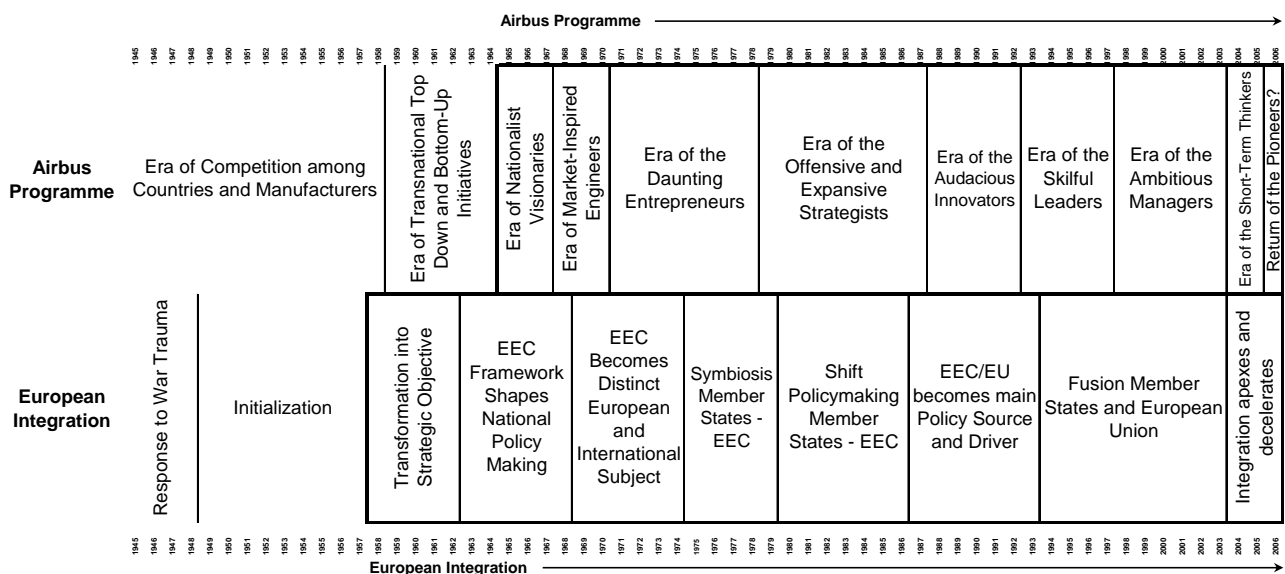 Airbus Programme
1945 1946 1947 1948 1949 1950 1951 1952 1953 1954 1955 1956 1957 1958 1959 1960 1961 1962 1963 1964 1965 1966 1967 1968 1969 1970 1971 1972 1973 1974 1975 1976 1977 1978 1979 1980 1981 1982 1983 1984 1985 1986 1987 1988 1989 1990 1991 1992 1993 1994 1995 1996 1997 1998 1999 2000 2001 2002 2003 2004 2005 2006
Airbus
Programme
Era of Competition among
Countries and Manufacturers
Era of Transnational Top
Down and Bottom-Up
Initiatives
Era of Nationalist
Visionaries
Era of Market-Inspired
Engineers
Era of the
Daunting
Entrepreneurs
Era of the
Offensive and
Expansive
Strategists
Era of the
Audacious
Innovators
Era of the
Skilful
Leaders
Era of the
Ambitious
Managers
Era of the Short-Term Thinkers
Return of the Pioneers?
European
Integration
Response to War Trauma
Initialization
Transformation into
Strategic Objective
EEC
Framework
Shapes
National
Policy
Making
EEC
Becomes
Distinct
European
and
International
Subject
Symbiosis
Member
States -
EEC
Shift
Policymaking
Member
States - EEC
EEC/EU
becomes main
Policy Source
and Driver
Fusion Member
States and European
Union
Integration apexes and
decelerates
1945 1946 1947 1948 1949 1950 1951 1952 1953 1954 1955 1956 1957 1958 1959 1960 1961 1962 1963 1964 1965 1966 1967 1968 1969 1970 1971 1972 1973 1974 1975 1976 1977 1978 1979 1980 1981 1982 1983 1984 1985 1986 1987 1988 1989 1990 1991 1992 1993 1994 1995 1996 1997 1998 1999 2000 2001 2002 2003 2004 2005 2006
European Integration